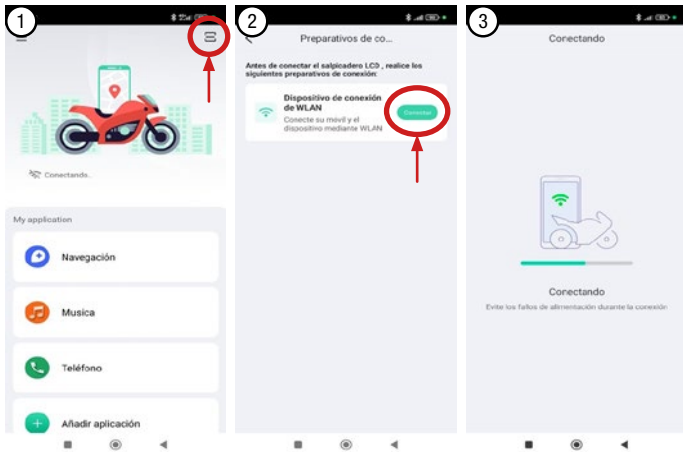 1
Conectando..
My application
Navegación
Musica
Teléfono
Añadir aplicación
2
Preparativos de co...
Antes de conectar el salpicadero LCD , realice los
siguientes preparativos de conexión:
Dispositivo de conexión
de WLAN
Conecte su móvil y el
dispositivo mediante WLAN
Conectar
3
Conectando
Conectando
Evite los fallos de alimentación durante la conexión